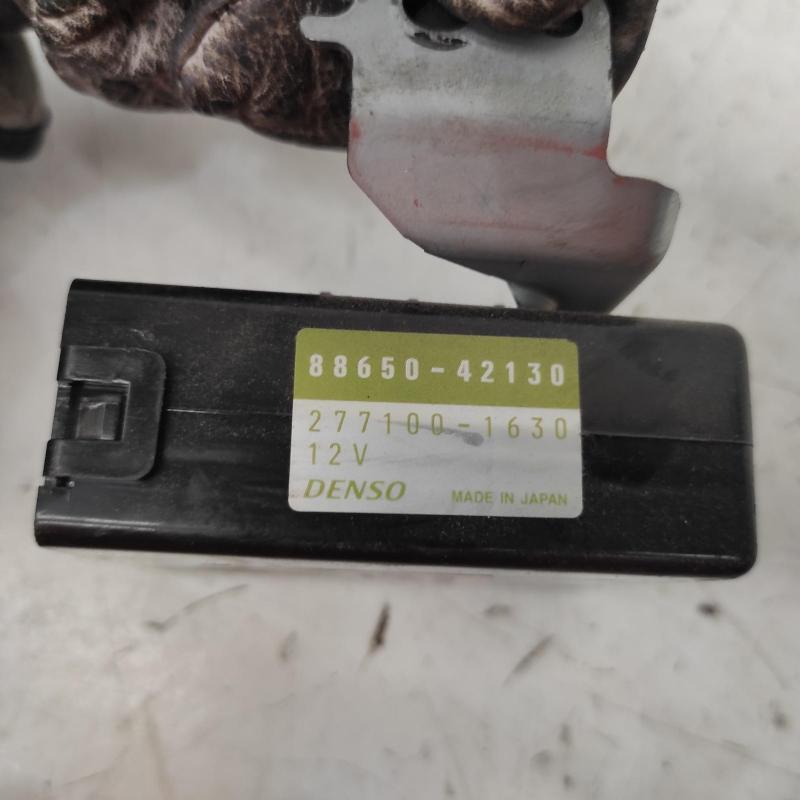 88650-42130
277100-1630
12V
DENSO MADE IN JAPAN